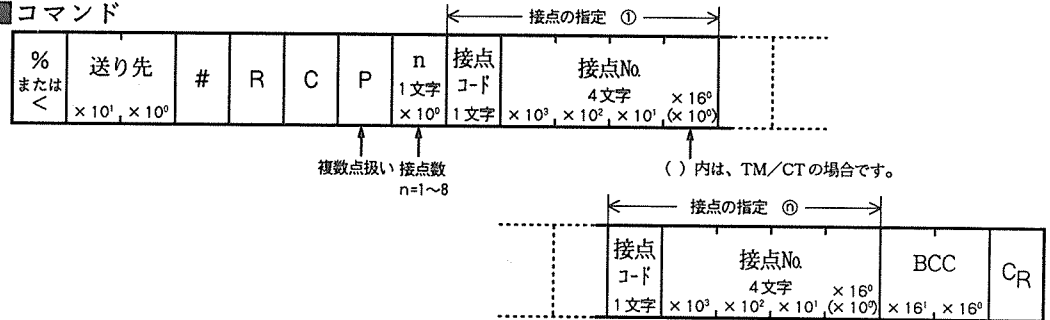 ■コマンド
接点の指定 ①
% または <
送り先
× 10¹ × 10⁰
#
R
C
P
n
1文字
× 10⁰
接点
コード
1文字
接点No.
4文字
× 10³ × 10² × 10¹ × 16⁰ (× 10⁰)
複数点扱い
接点数
n=1～8
( ) 内は、TM／CTの場合です。
接点の指定 ⓝ
接点
コード
1文字
接点No.
4文字
× 10³ × 10² × 10¹ × 16⁰ (× 10⁰)
BCC
× 16¹ × 16⁰
CR